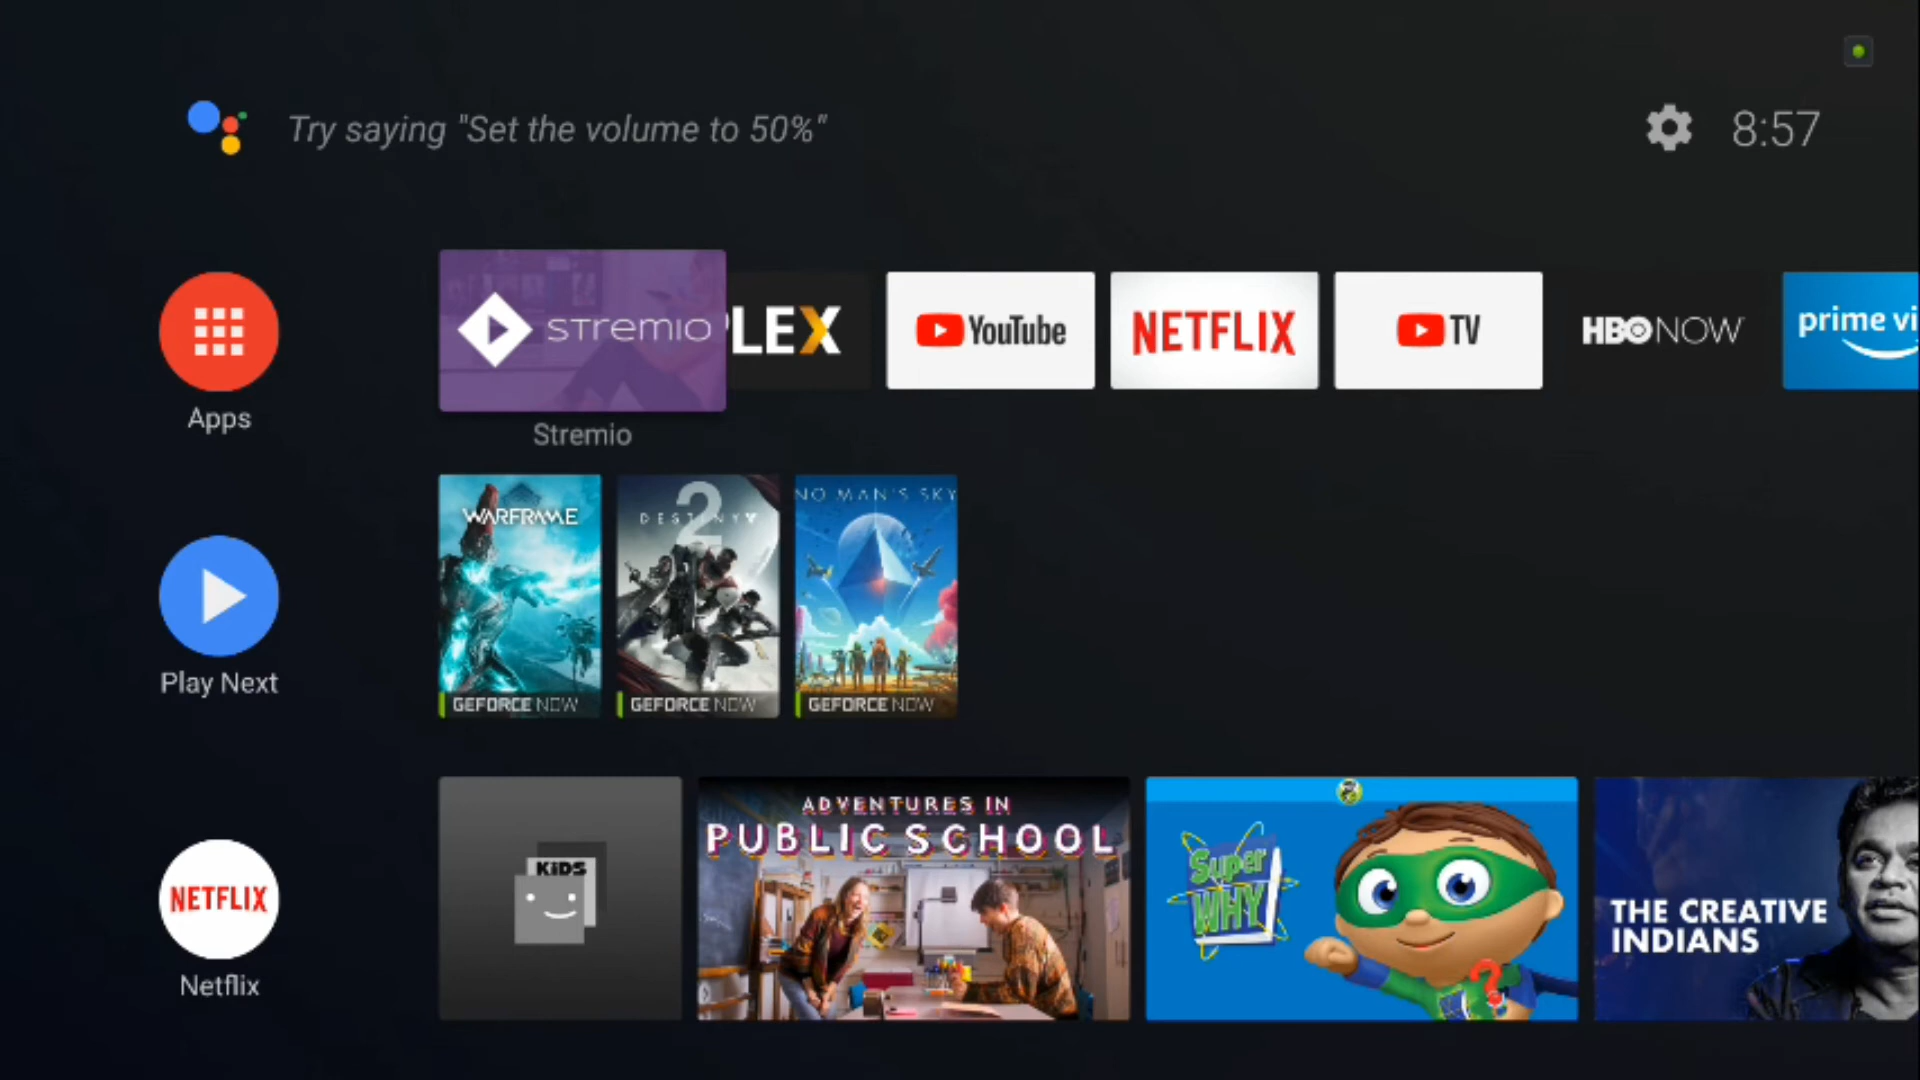 Try saying "Set the volume to 50%"
8:57
Apps
stremio
LEX
YouTube
NETFLIX
TV
HBO NOW
prime vi
Stremio
Play Next
WARFRAME
GEFORCE NOW
2
DESTINY
GEFORCE NOW
NO MAN'S SKY
GEFORCE NOW
NETFLIX
Netflix
KiDS
ADVENTURES IN
PUBLIC SCHOOL
Super
WHY
?
THE CREATIVE
INDIANS